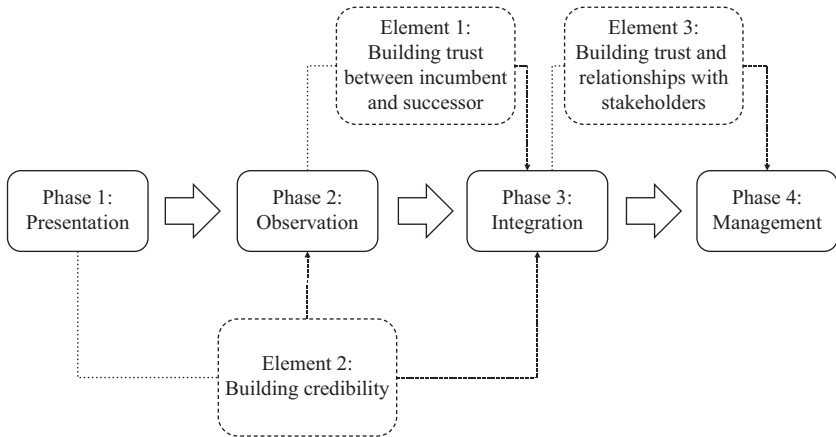 Element 1:
Building trust
between incumbent
and successor
Element 3:
Building trust and
relationships with
stakeholders
Phase 1:
Presentation
Phase 2:
Observation
Phase 3:
Integration
Phase 4:
Management
Element 2:
Building credibility